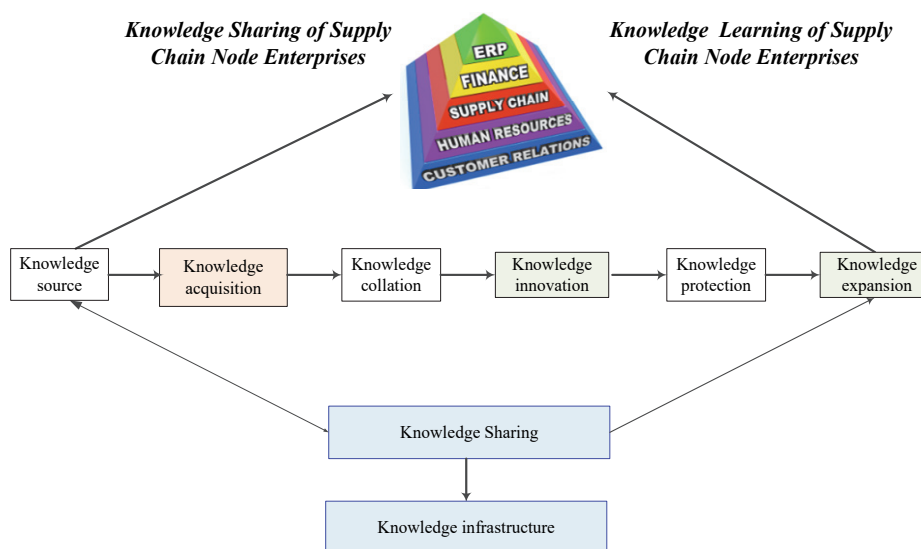 Knowledge Sharing of Supply
Chain Node Enterprises
Knowledge Learning of Supply
Chain Node Enterprises
ERP
FINANCE
SUPPLY CHAIN
HUMAN RESOURCES
CUSTOMER RELATIONS
Knowledge
source
Knowledge
acquisition
Knowledge
collation
Knowledge
innovation
Knowledge
protection
Knowledge
expansion
Knowledge Sharing
Knowledge infrastructure